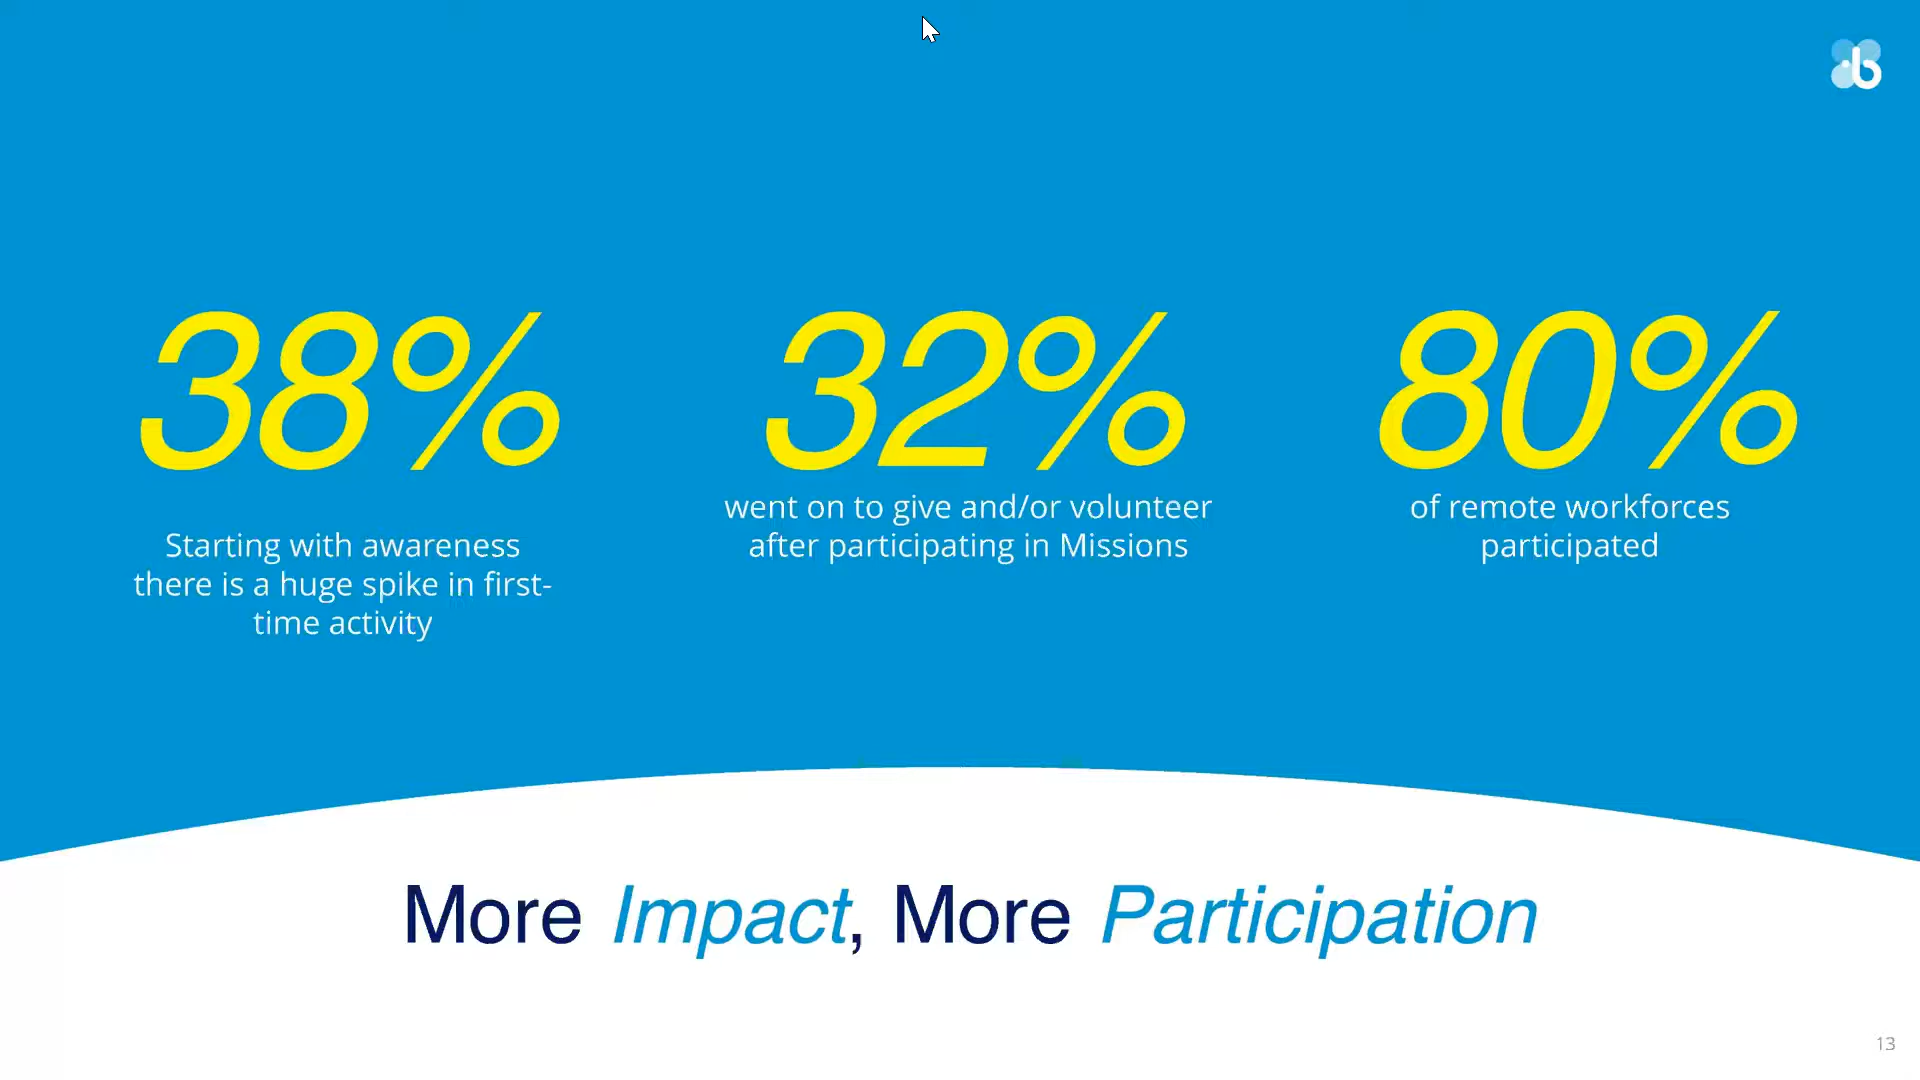 b
38%
Starting with awareness
there is a huge spike in first-
time activity
32%
went on to give and/or volunteer
after participating in Missions
80%
of remote workforces
participated
More Impact, More Participation
13